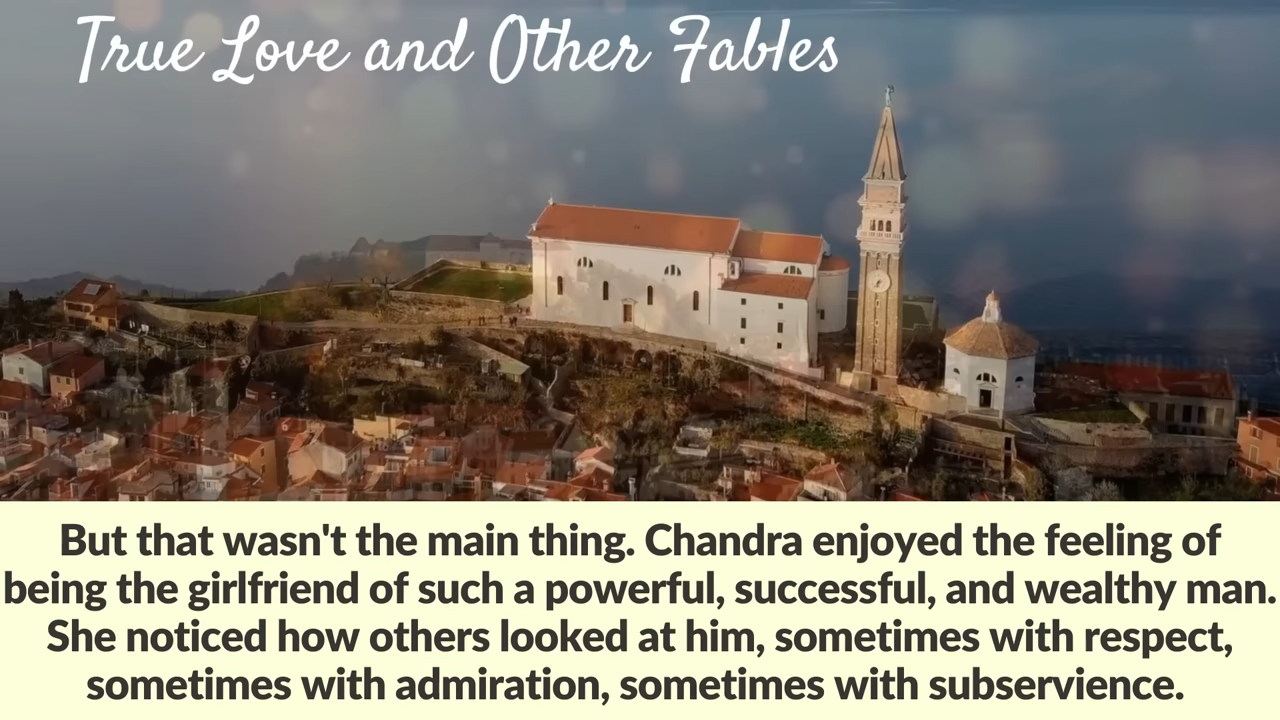 True Love and Other Fables
But that wasn't the main thing. Chandra enjoyed the feeling of
being the girlfriend of such a powerful, successful, and wealthy man.
She noticed how others looked at him, sometimes with respect,
sometimes with admiration, sometimes with subservience.